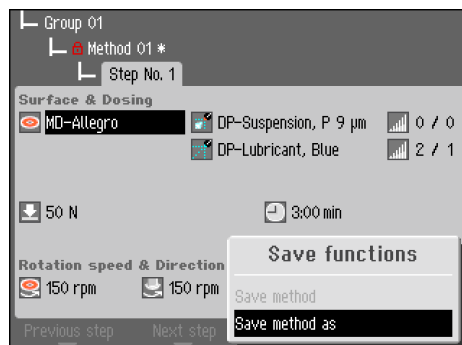 Group 01
Method 01 *
Step No. 1
Surface & Dosing
MD-Allegro DP-Suspension, P 9 µm 0 / 0
DP-Lubricant, Blue 2 / 1
50 N 3:00 min
Rotation speed & Direction
150 rpm 150 rpm
Save functions
Save method
Save method as
Previous step Next step